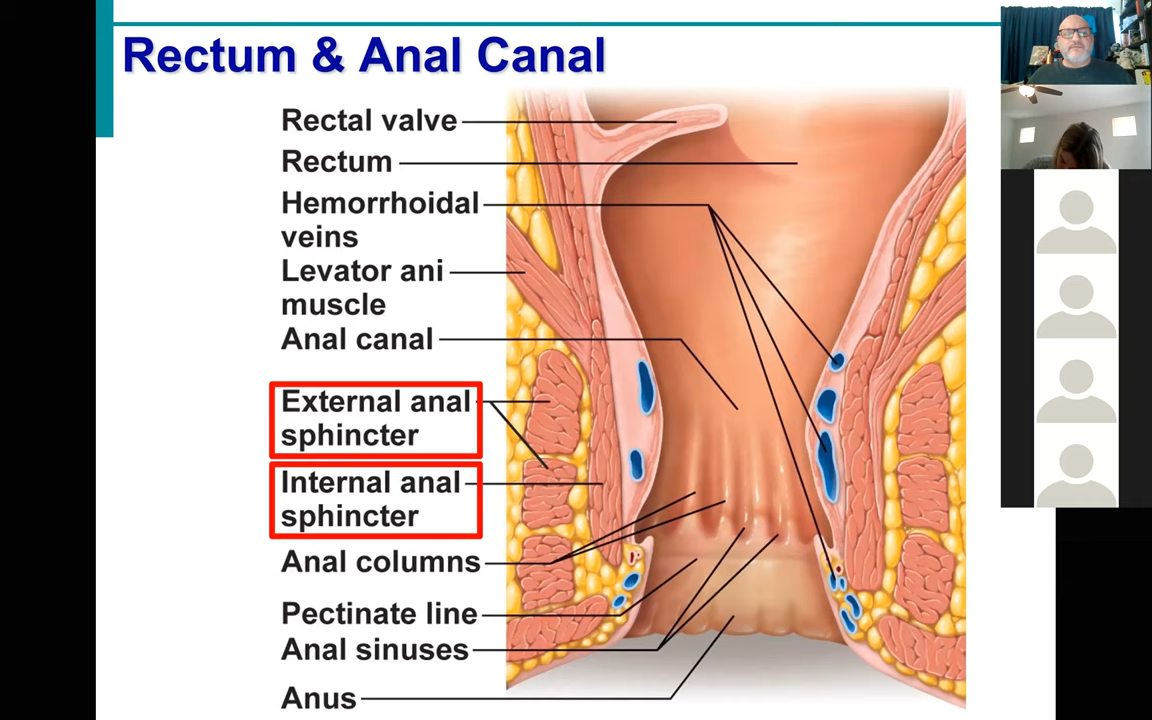 Rectum & Anal Canal
Rectal valve
Rectum
Hemorrhoidal
veins
Levator ani
muscle
Anal canal
External anal
sphincter
Internal anal
sphincter
Anal columns
Pectinate line
Anal sinuses
Anus